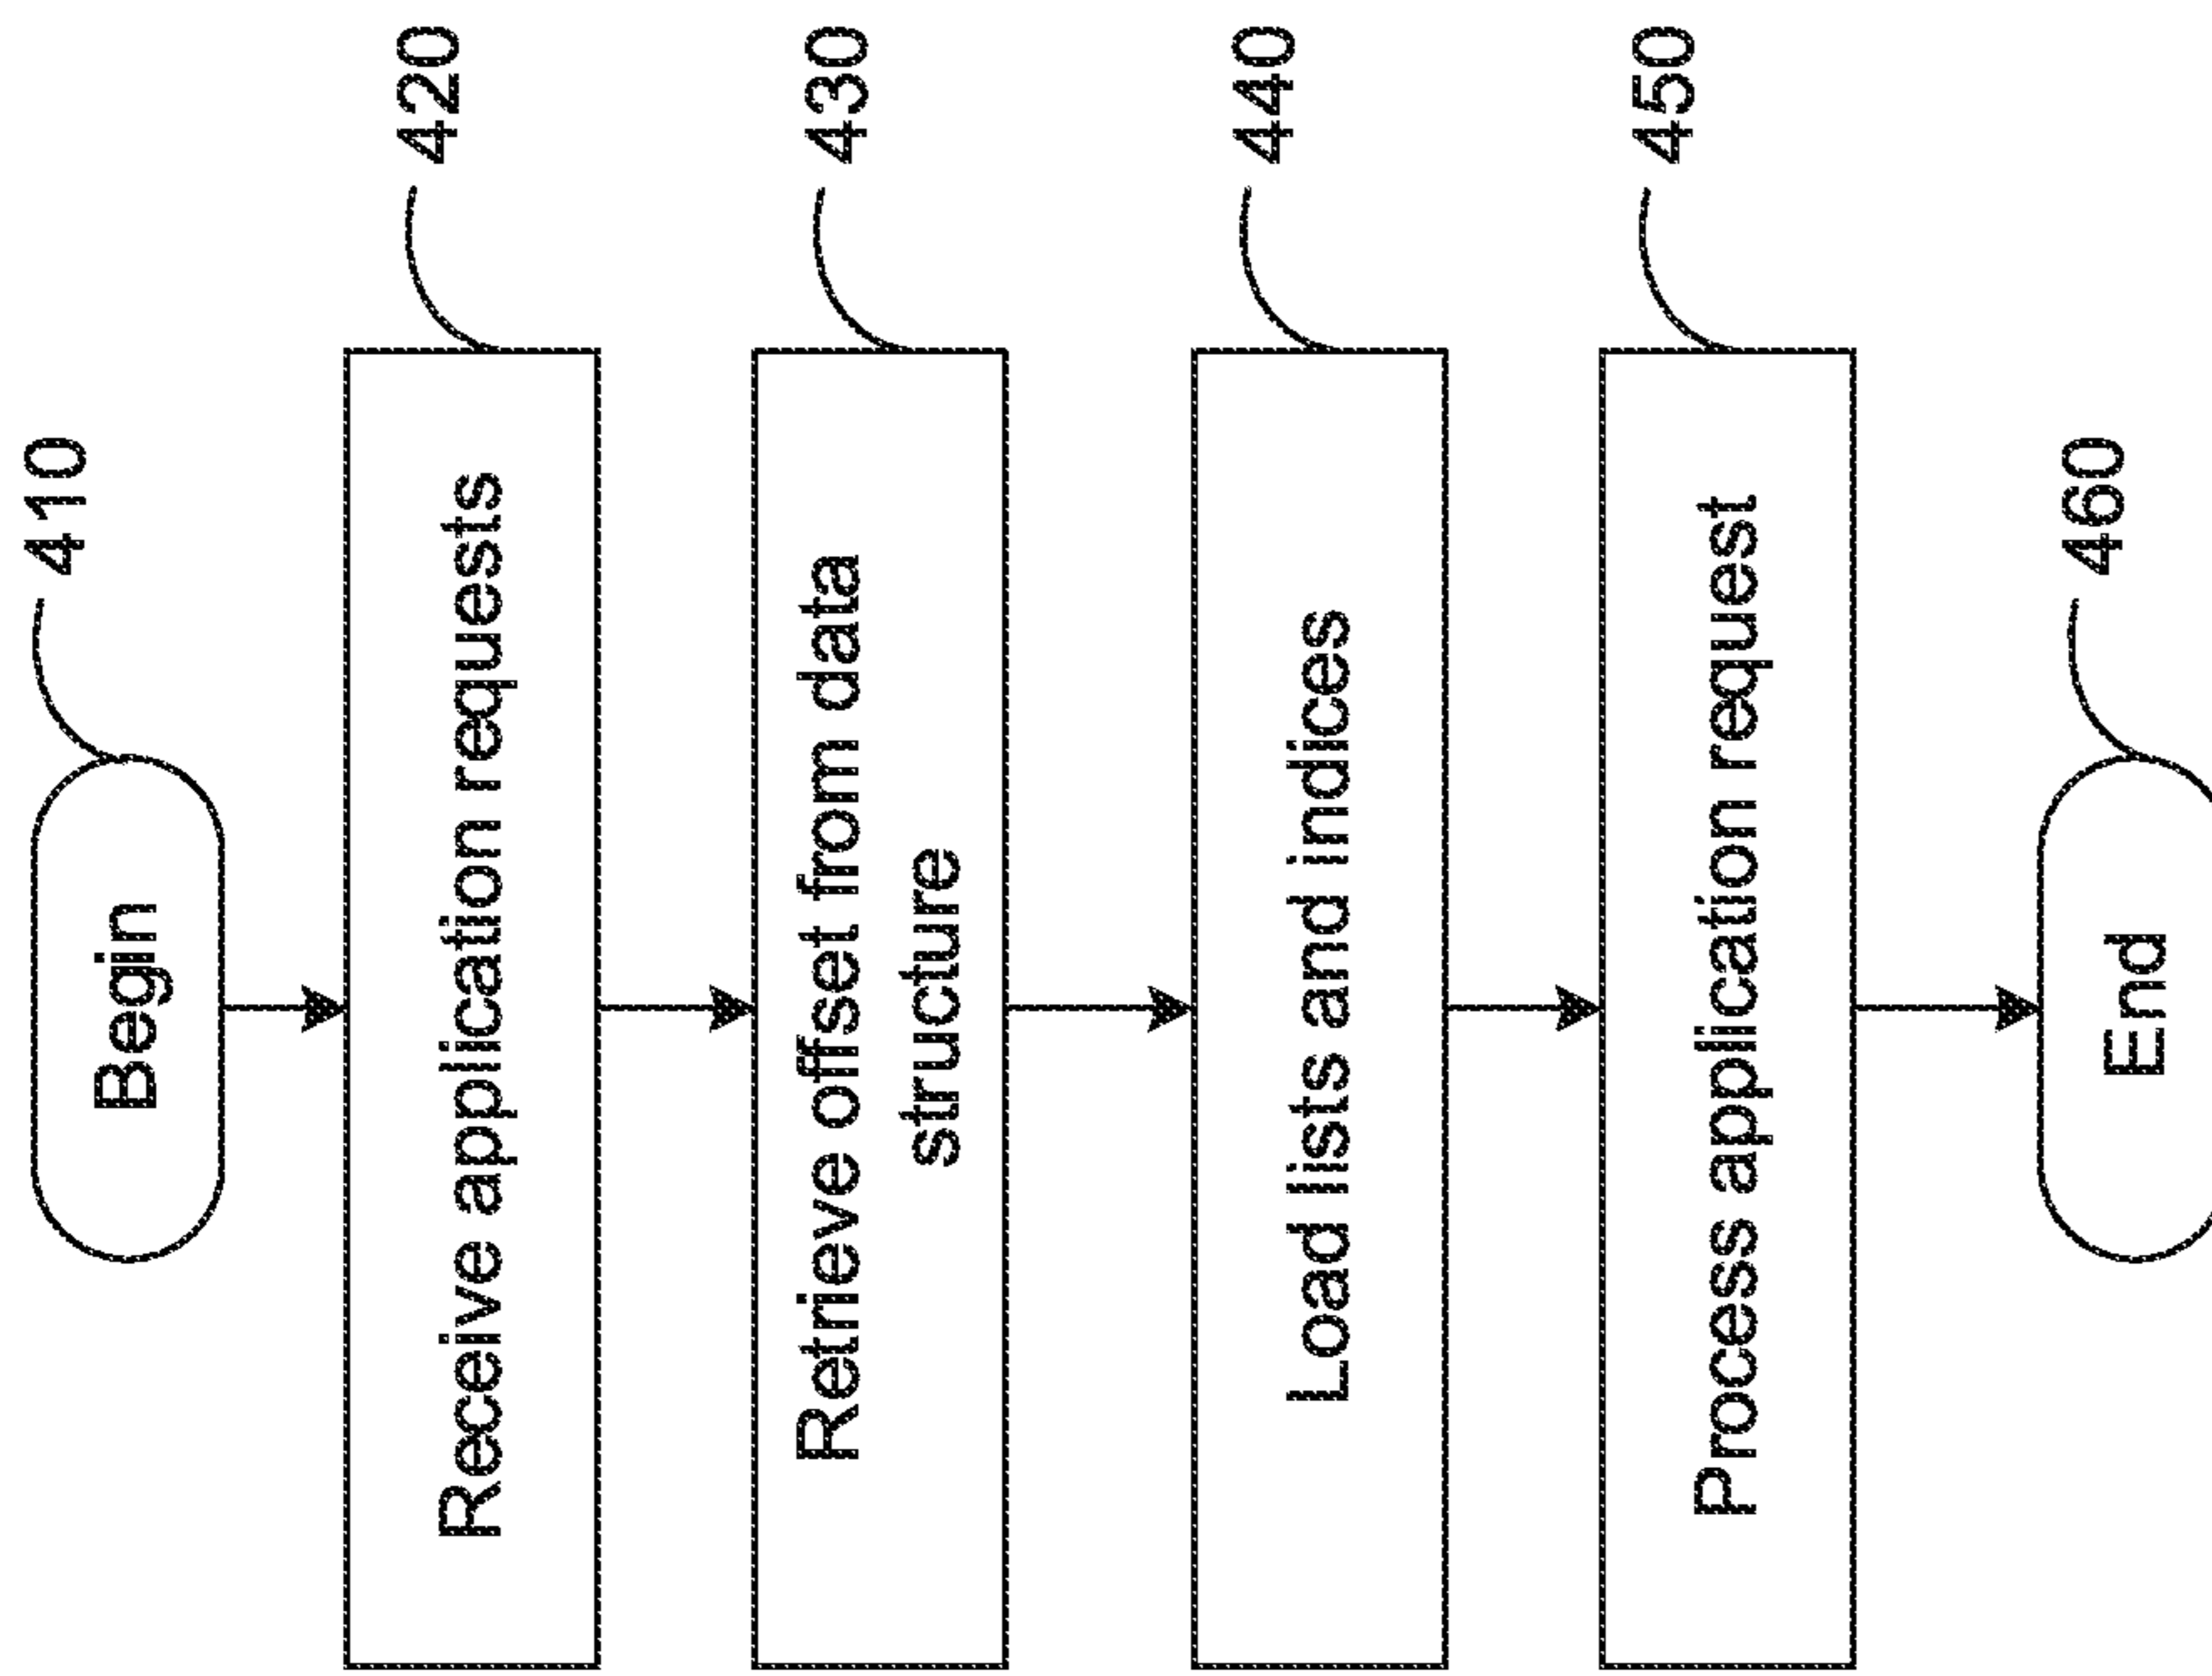 Begin
410
Receive application requests
420
Retrieve offset from data
structure
430
Load lists and indices
440
Process application request
450
End
460